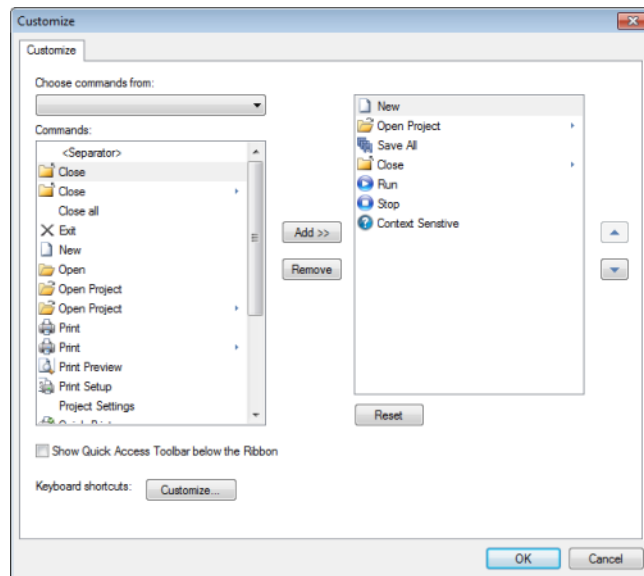 Customize
Customize
Choose commands from:
Commands:
<Separator>
Close
Close
Close all
Exit
New
Open
Open Project
Open Project
Print
Print
Print Preview
Print Setup
Project Settings
Add >>
Remove
New
Open Project
Save All
Close
Run
Stop
Context Senstive
Reset
Show Quick Access Toolbar below the Ribbon
Keyboard shortcuts:
Customize...
OK
Cancel